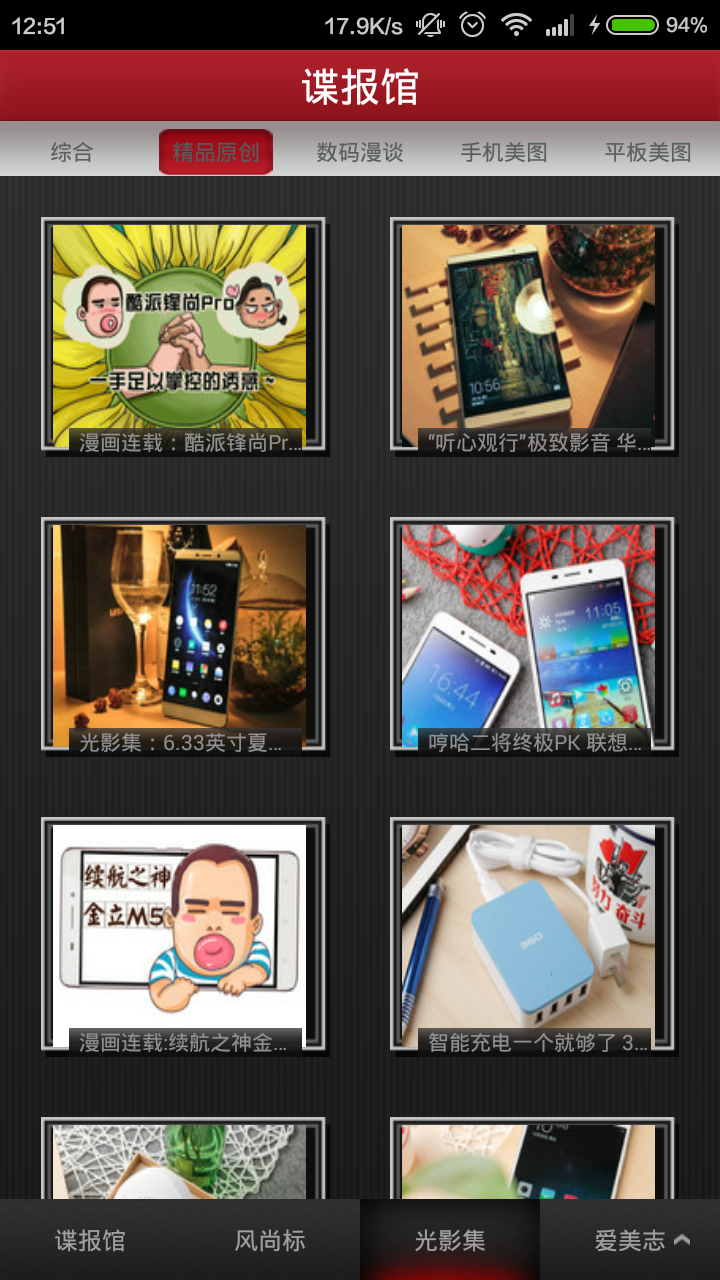 12:51 17.9K/s 94%
谍报馆
综合 精品原创 数码漫谈 手机美图 平板美图
酷派锋尚Pro
一手足以掌控的诱惑~
漫画连载：酷派锋尚Pr...
10:56
“听心观行”极致影音 华...
11:52
光影集：6.33英寸夏...
16:44
11:05
哼哈二将终极PK 联想...
续航之神
金立M5
漫画连载:续航之神金...
360
努力 奋斗
智能充电一个就够了 3...
谍报馆 风尚标 光影集 爱美志